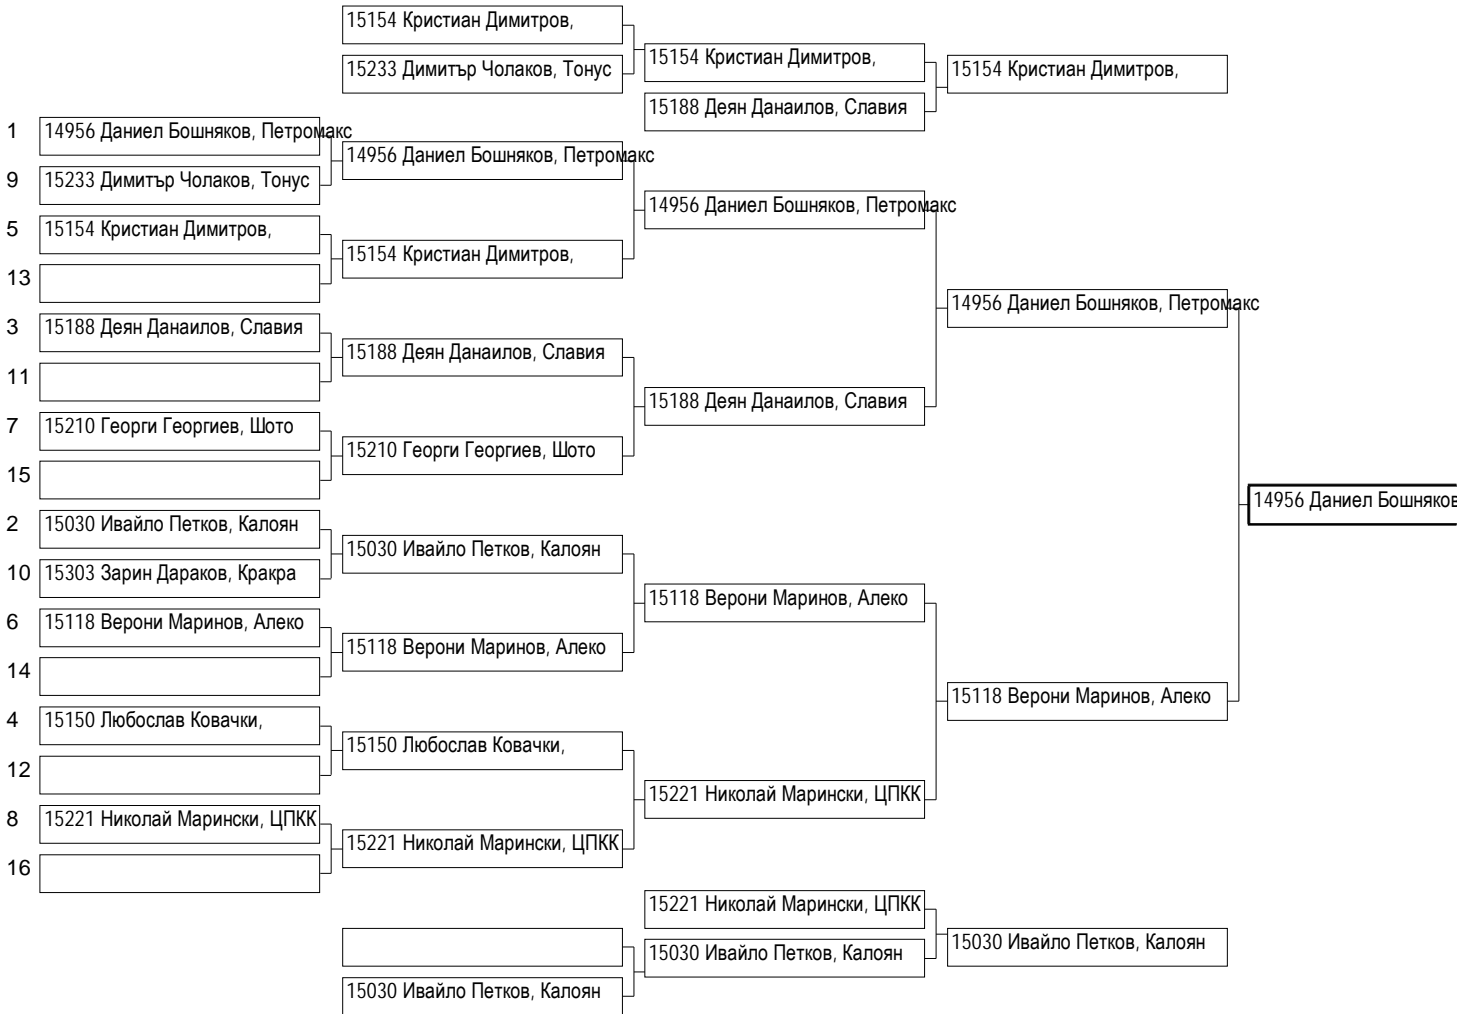 15154 Кристиан Димитров,
15233 Димитър Чолаков, Тонус
15154 Кристиан Димитров,
15188 Деян Данаилов, Славия
15154 Кристиан Димитров,
1 14956 Даниел Бошняков, Петромакс
9 15233 Димитър Чолаков, Тонус
5 15154 Кристиан Димитров,
13
3 15188 Деян Данаилов, Славия
11
7 15210 Георги Георгиев, Шото
15
2 15030 Ивайло Петков, Калоян
10 15303 Зарин Дараков, Кракра
6 15118 Верони Маринов, Алеко
14
4 15150 Любослав Ковачки,
12
8 15221 Николай Марински, ЦПКК
16
14956 Даниел Бошняков, Петромакс
15154 Кристиан Димитров,
15188 Деян Данаилов, Славия
15210 Георги Георгиев, Шото
15030 Ивайло Петков, Калоян
15118 Верони Маринов, Алеко
15150 Любослав Ковачки,
15221 Николай Марински, ЦПКК
14956 Даниел Бошняков, Петромакс
15188 Деян Данаилов, Славия
15118 Верони Маринов, Алеко
15221 Николай Марински, ЦПКК
14956 Даниел Бошняков, Петромакс
15118 Верони Маринов, Алеко
14956 Даниел Бошняков
15221 Николай Марински, ЦПКК
15030 Ивайло Петков, Калоян
15030 Ивайло Петков, Калоян
15030 Ивайло Петков, Калоян